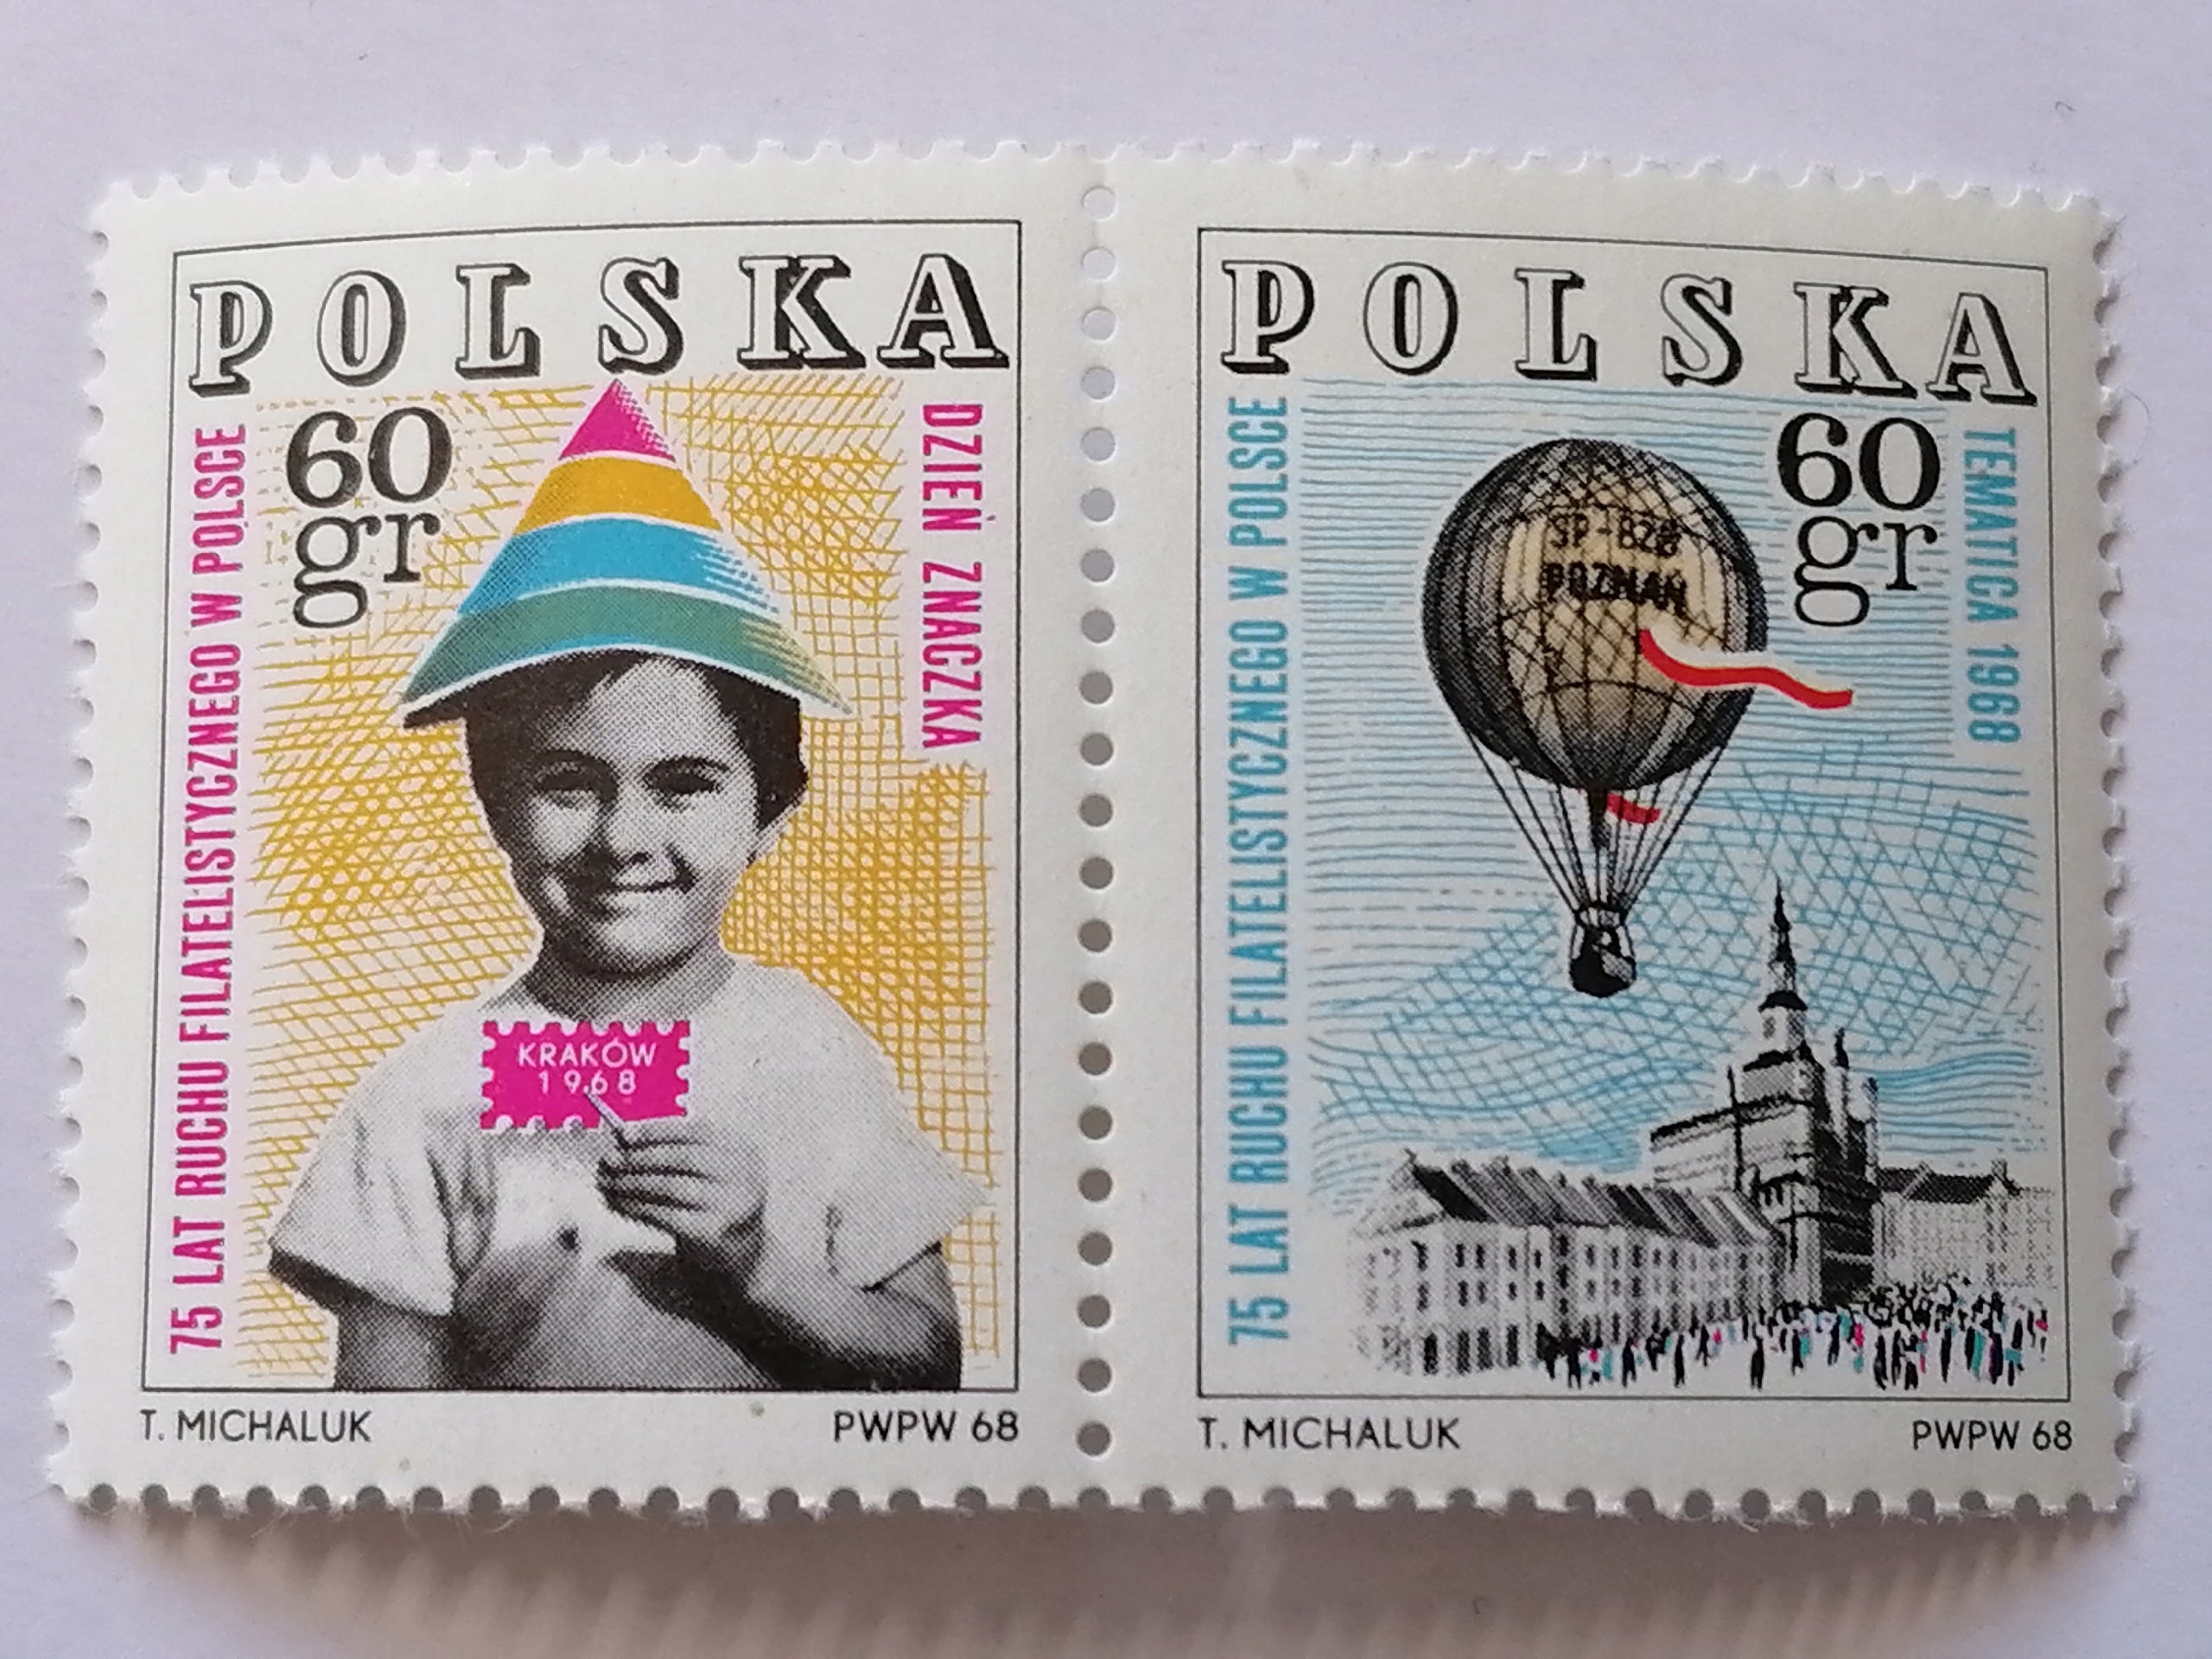 POLSKA
60
gr
75 LAT RUCHU FILATELISTYCZNEGO W POLSCE
DZIEŃ ZNACZKA
KRAKÓW
1968
T. MICHALUK
PWPW 68
POLSKA
60
gr
75 LAT RUCHU FILATELISTYCZNEGO W POLSCE
TEMATICA 1968
SP-BZB
POZNAŃ
T. MICHALUK
PWPW 68